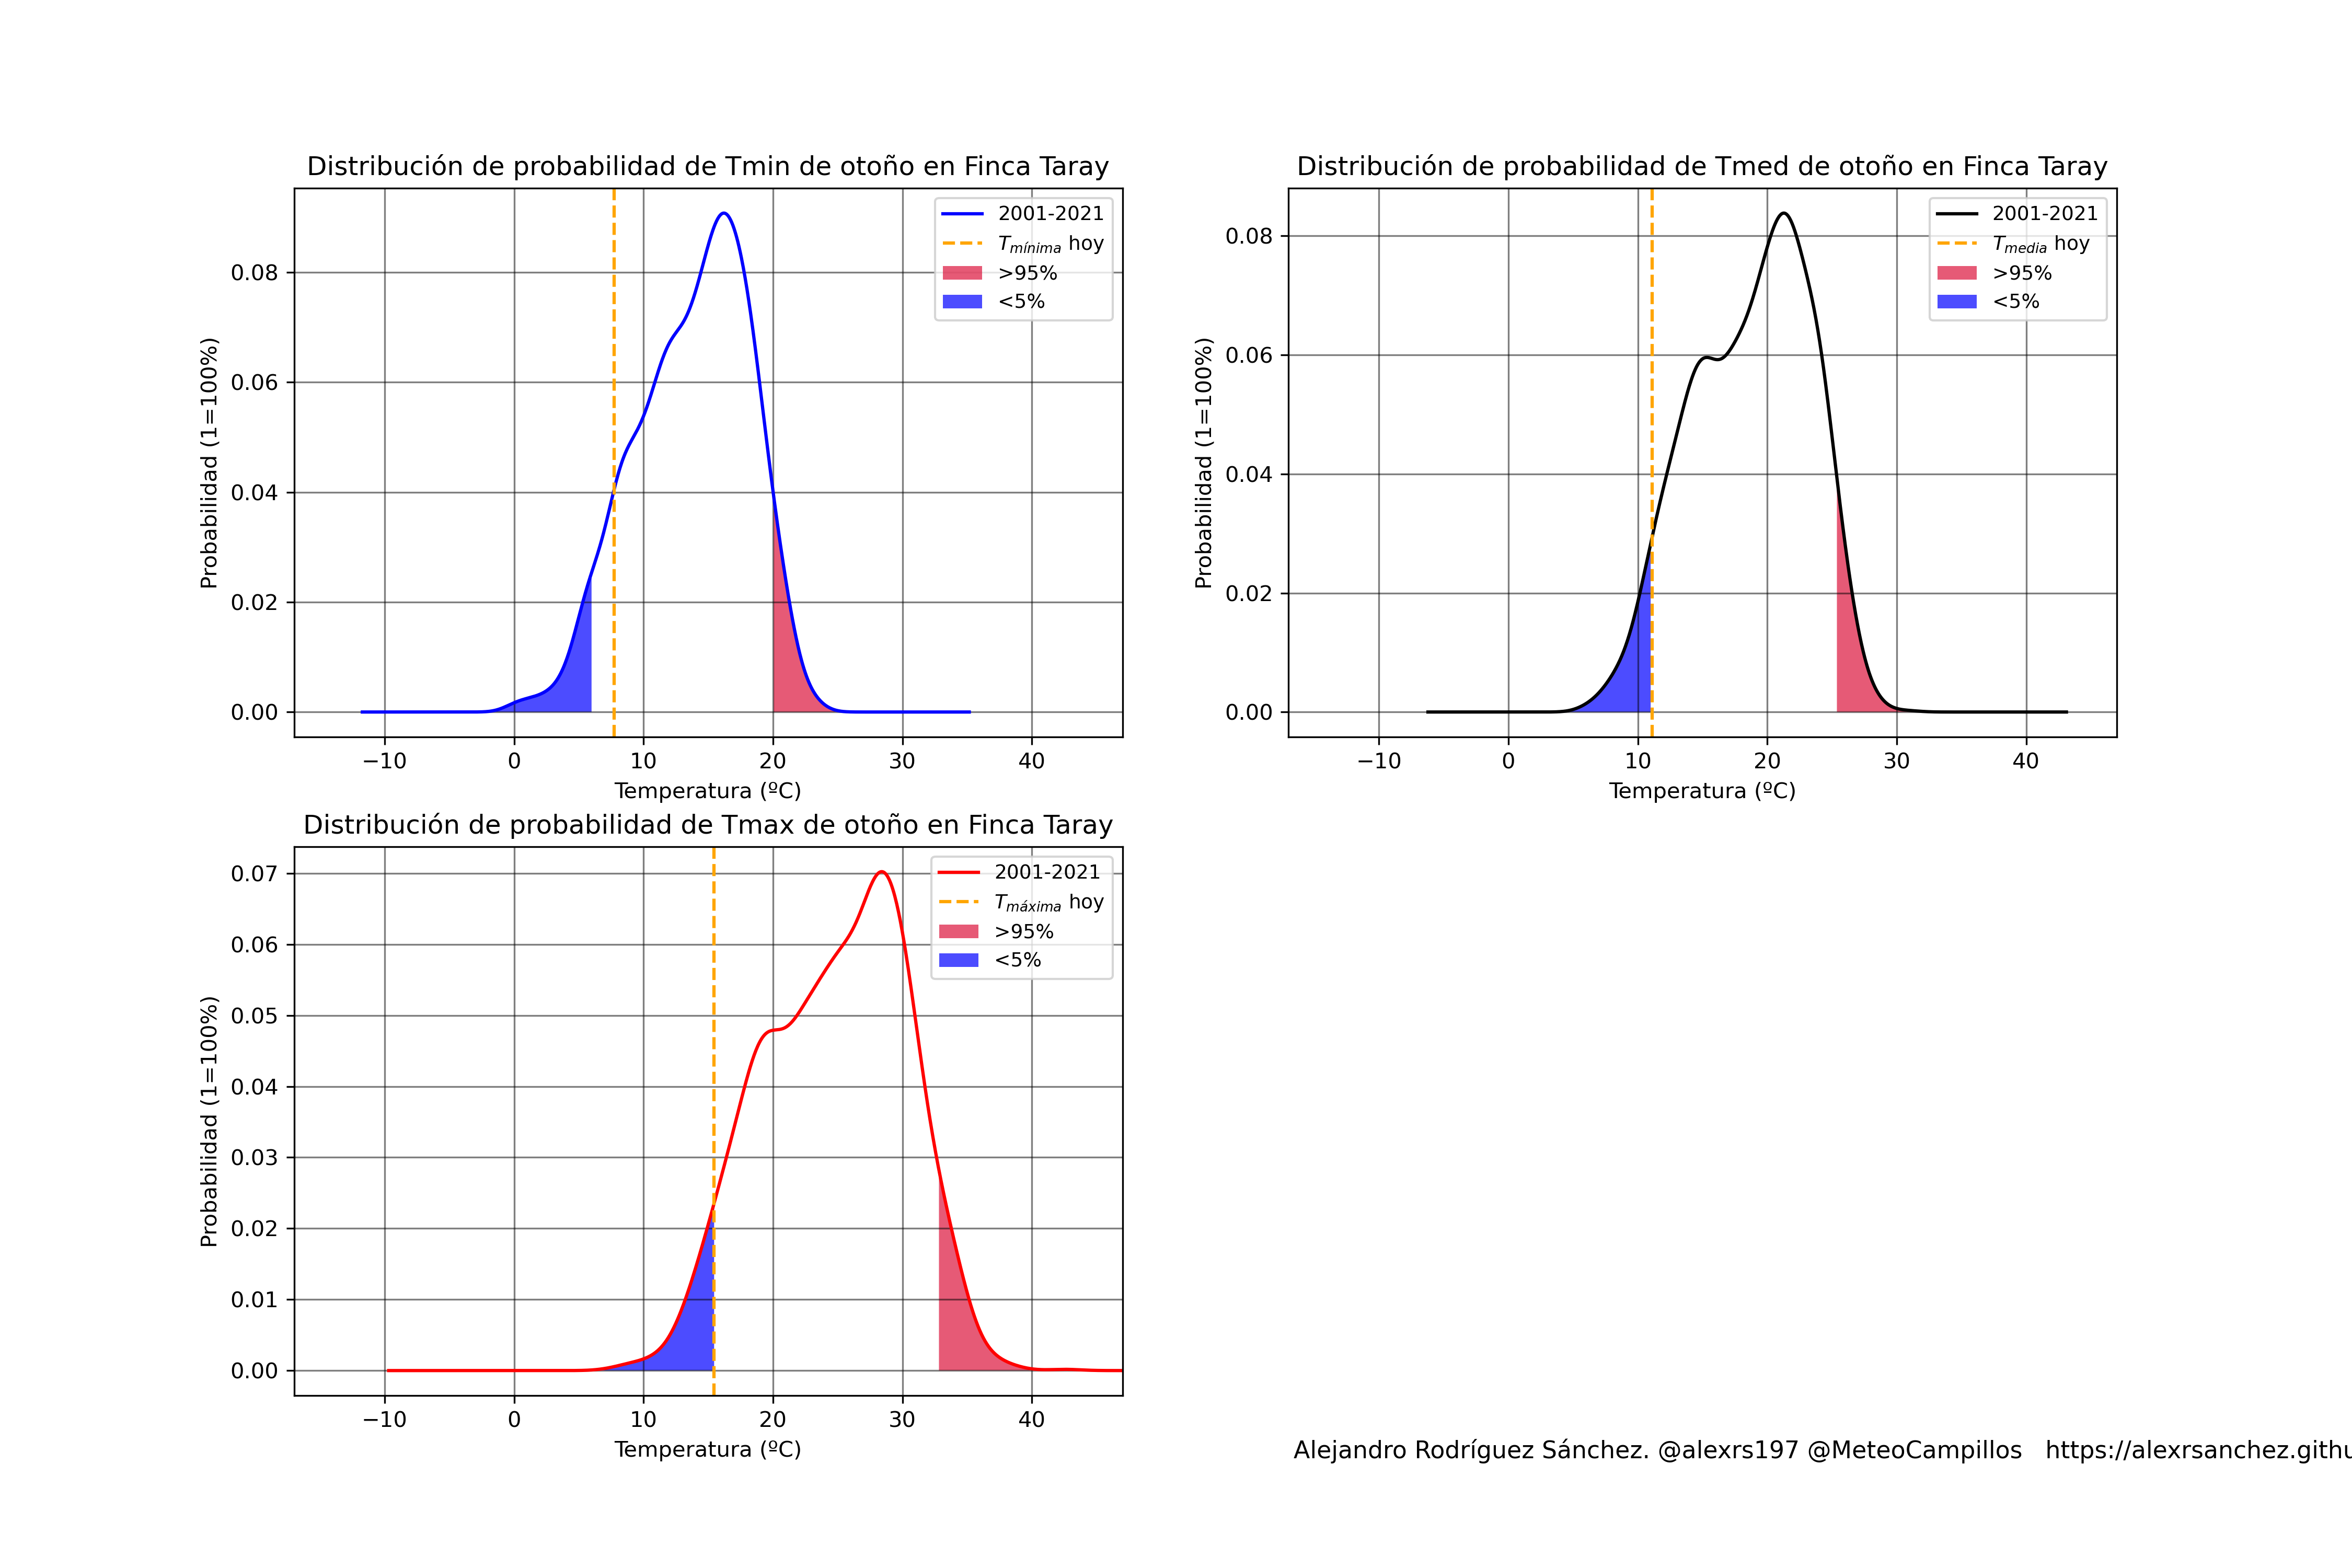 Distribución de probabilidad de Tmin de otoño en Finca Taray
2001-2021
Tmínima hoy
>95%
<5%
Probabilidad (1=100%)
0.08
0.06
0.04
0.02
0.00
−10 0 10 20 30 40
Temperatura (ºC)
Distribución de probabilidad de Tmed de otoño en Finca Taray
2001-2021
Tmedia hoy
>95%
<5%
Probabilidad (1=100%)
0.08
0.06
0.04
0.02
0.00
−10 0 10 20 30 40
Temperatura (ºC)
Distribución de probabilidad de Tmax de otoño en Finca Taray
2001-2021
Tmáxima hoy
>95%
<5%
Probabilidad (1=100%)
0.07
0.06
0.05
0.04
0.03
0.02
0.01
0.00
−10 0 10 20 30 40
Temperatura (ºC)
Alejandro Rodríguez Sánchez. @alexrs197 @MeteoCampillos https://alexrsanchez.githu